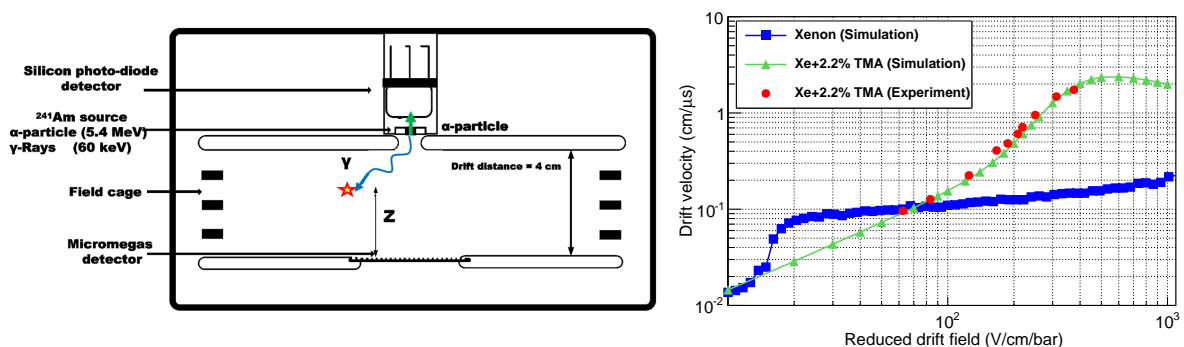 Silicon photo-diode
detector
²⁴¹Am source
α-particle (5.4 MeV)
γ-Rays (60 keV)
Field cage
Micromegas
detector
α-particle
γ
Drift distance = 4 cm
Z
Xenon (Simulation)
Xe+2.2% TMA (Simulation)
Xe+2.2% TMA (Experiment)
Drift velocity (cm/μs)
10
1
10⁻¹
10⁻²
10²
10³
Reduced drift field (V/cm/bar)